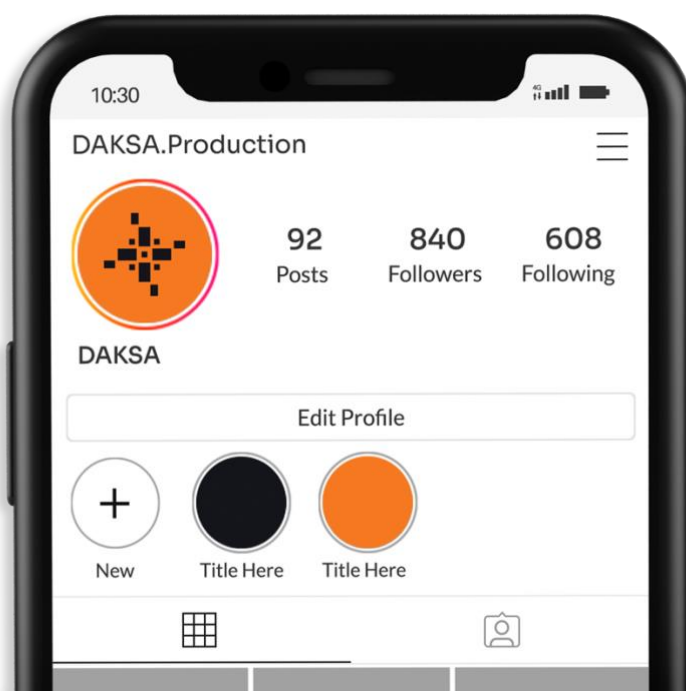 10:30
4G
DAKSA.Production
92
Posts
840
Followers
608
Following
DAKSA
Edit Profile
New
Title Here
Title Here